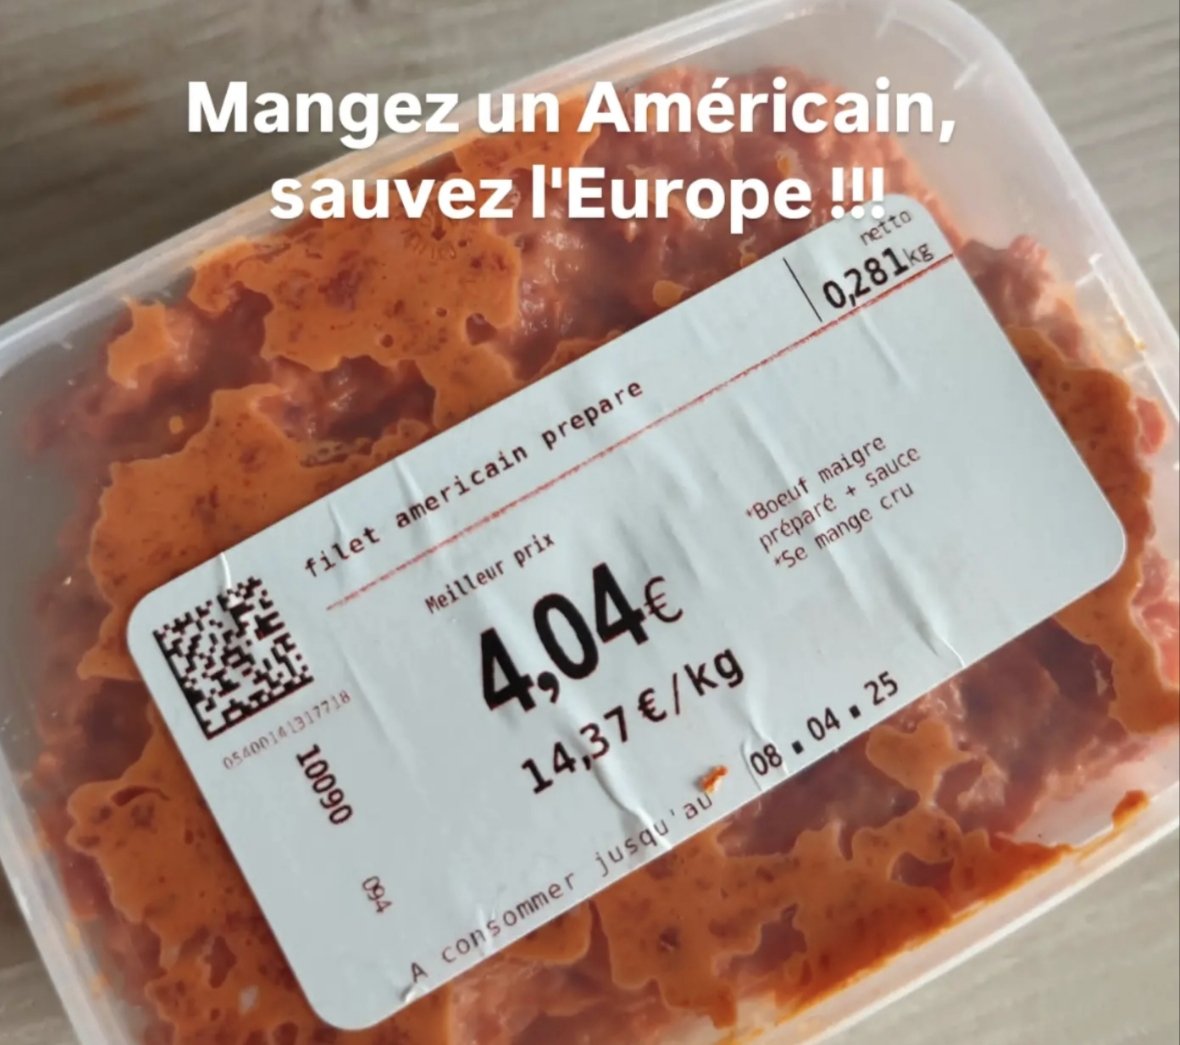 Mangez un Américain,
sauvez l'Europe !!!
netto
0,281kg
filet americain prepare
Meilleur prix
4,04€
14,37€/kg
*Boeuf maigre
préparé + sauce
*Se mange cru
05400141317718
10090
094
A consommer jusqu'au 08.04.25